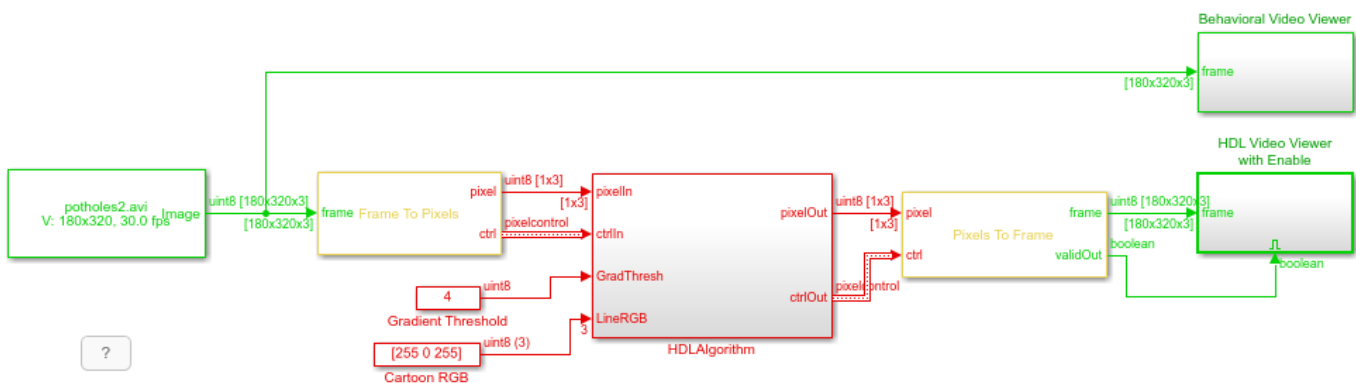 Behavioral Video Viewer
frame
[180x320x3]
HDL Video Viewer
with Enable
potholes2.avi
V: 180x320, 30.0 fps
Image
uint8 [180x320x3]
[180x320x3]
frame
Frame To Pixels
pixel
ctrl
uint8 [1x3]
[1x3]
pixelcontrol
pixelIn
ctrlIn
GradThresh
LineRGB
3
pixelOut
ctrlOut
HDLAlgorithm
uint8 [1x3]
[1x3]
pixelcontrol
pixel
ctrl
Pixels To Frame
frame
validOut
uint8 [180x320x3]
[180x320x3]
boolean
frame
boolean
4
uint8
Gradient Threshold
[255 0 255]
uint8 (3)
Cartoon RGB
?